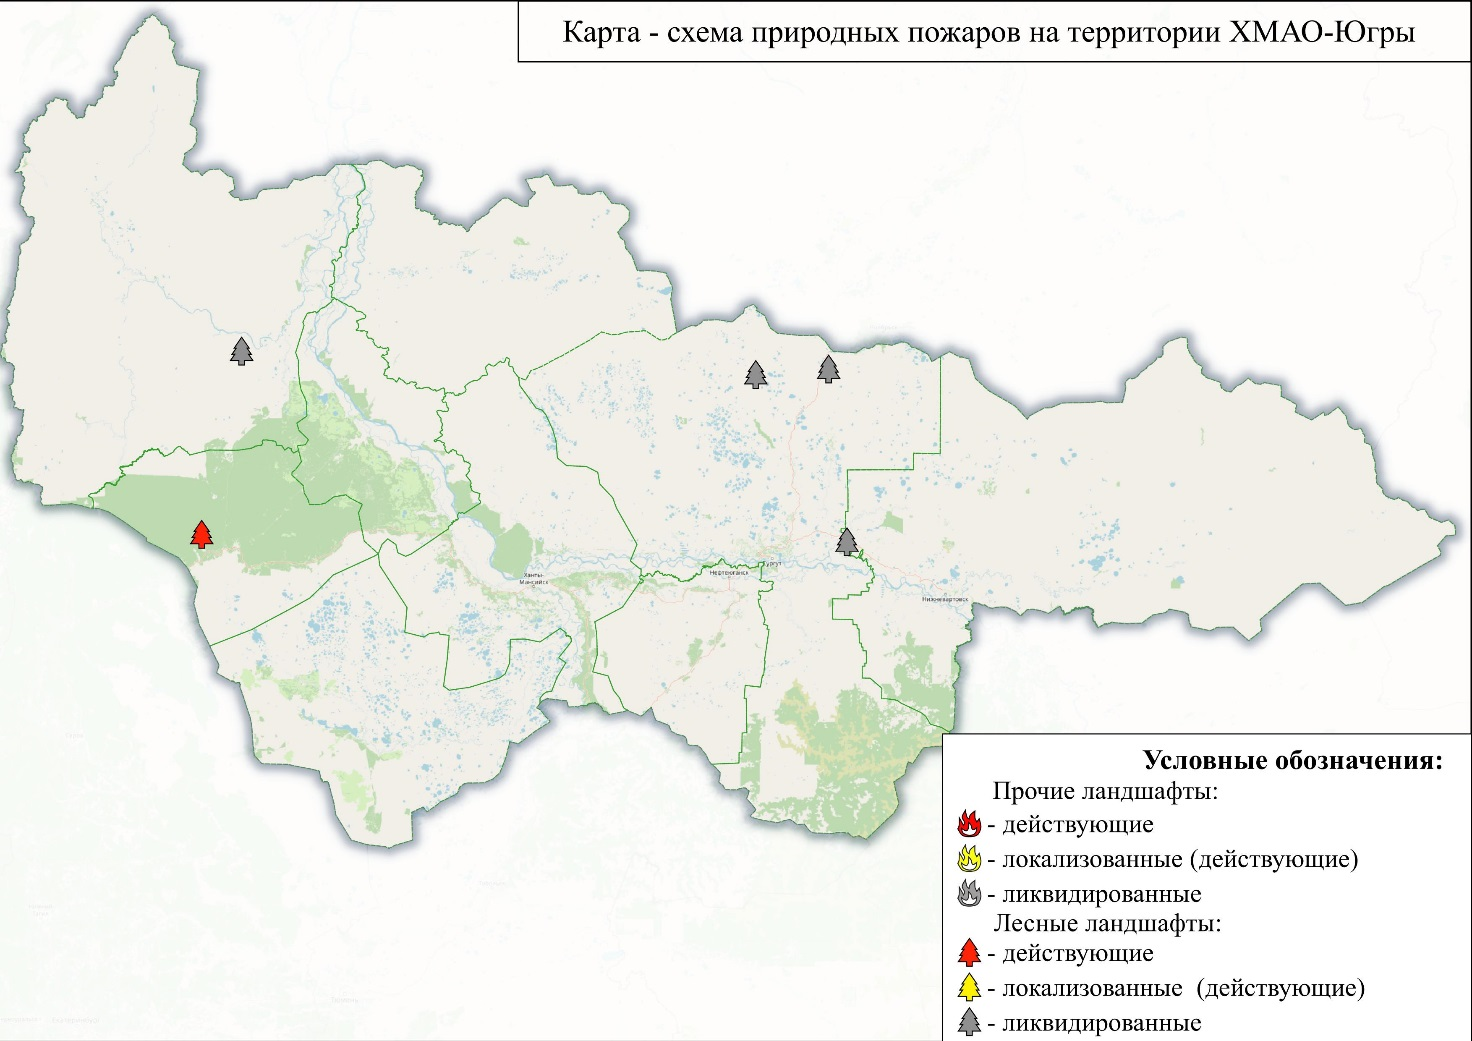 Карта - схема природных пожаров на территории ХМАО-Югры
Ханты-
Мансийск
Нефтеюганск
Сургут
Нижневартовск
Условные обозначения:
Прочие ландшафты:
- действующие
- локализованные (действующие)
- ликвидированные
Лесные ландшафты:
- действующие
- локализованные (действующие)
- ликвидированные